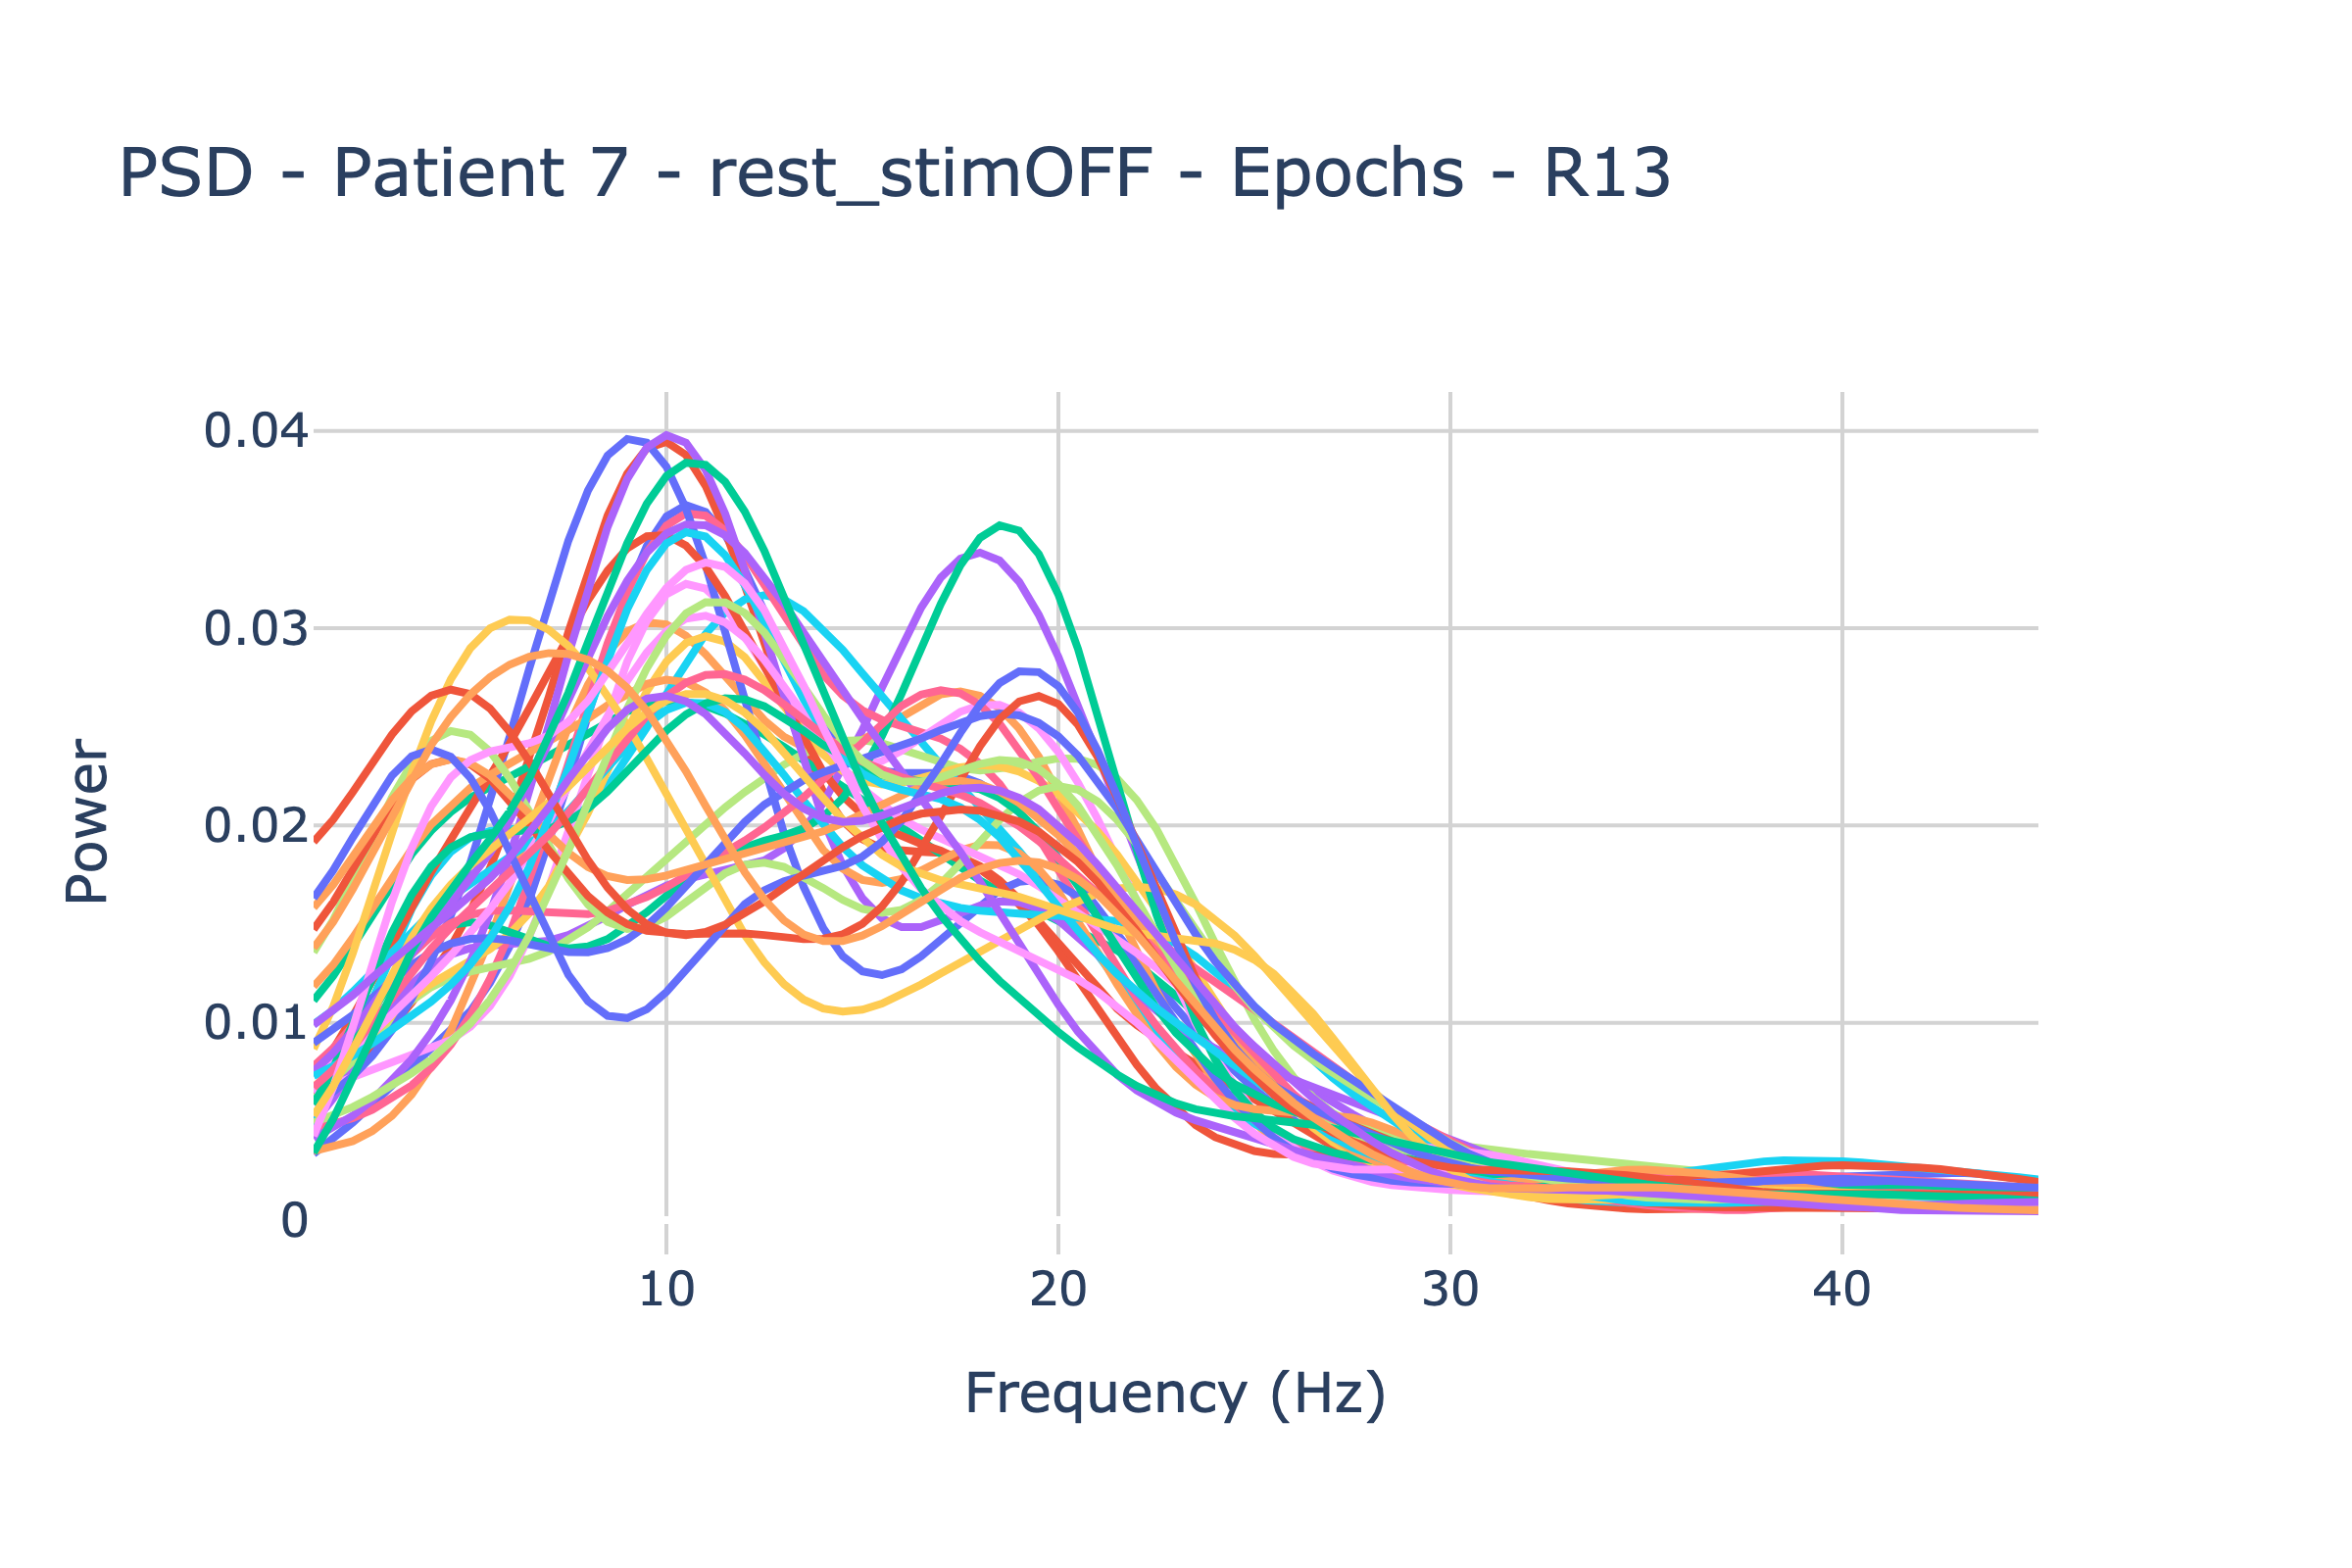 PSD - Patient 7 - rest_stimOFF - Epochs - R13
0.04
0.03
0.02
0.01
0
Power
10 20 30 40
Frequency (Hz)